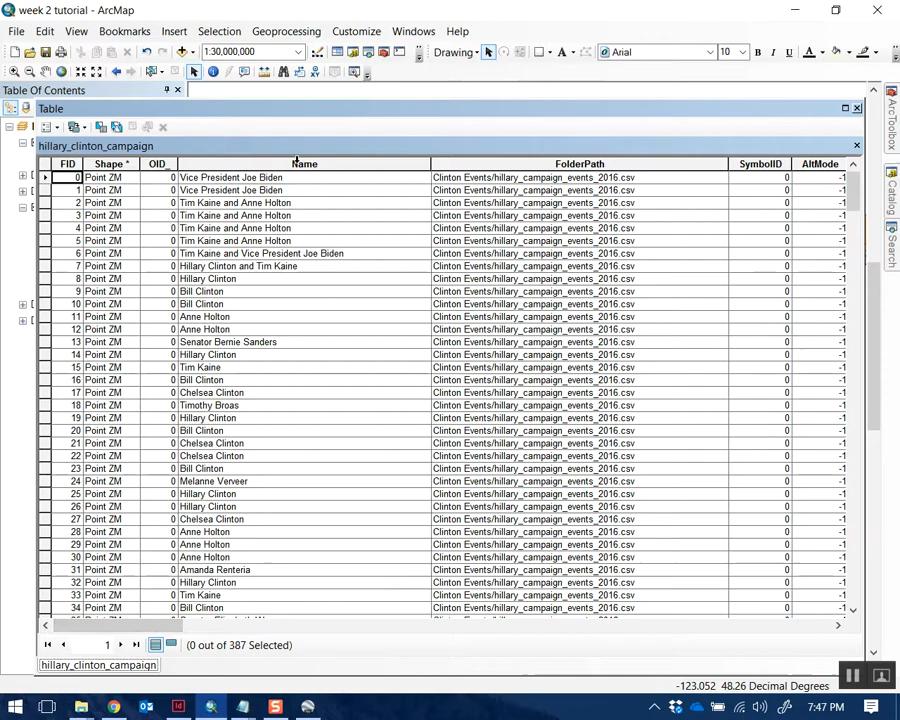 week 2 tutorial - ArcMap
File Edit View Bookmarks Insert Selection Geoprocessing Customize Windows Help
1:30,000,000 Drawing Arial 10 B I U A
Table Of Contents
Table
hillary_clinton_campaign
FID Shape * OID_ Name FolderPath SymbolID AltMode
0 Point ZM 0 Vice President Joe Biden Clinton Events/hillary_campaign_events_2016.csv 0 -1
1 Point ZM 0 Vice President Joe Biden Clinton Events/hillary_campaign_events_2016.csv 0 -1
2 Point ZM 0 Tim Kaine and Anne Holton Clinton Events/hillary_campaign_events_2016.csv 0 -1
3 Point ZM 0 Tim Kaine and Anne Holton Clinton Events/hillary_campaign_events_2016.csv 0 -1
4 Point ZM 0 Tim Kaine and Anne Holton Clinton Events/hillary_campaign_events_2016.csv 0 -1
5 Point ZM 0 Tim Kaine and Anne Holton Clinton Events/hillary_campaign_events_2016.csv 0 -1
6 Point ZM 0 Tim Kaine and Vice President Joe Biden Clinton Events/hillary_campaign_events_2016.csv 0 -1
7 Point ZM 0 Hillary Clinton and Tim Kaine Clinton Events/hillary_campaign_events_2016.csv 0 -1
8 Point ZM 0 Hillary Clinton Clinton Events/hillary_campaign_events_2016.csv 0 -1
9 Point ZM 0 Bill Clinton Clinton Events/hillary_campaign_events_2016.csv 0 -1
10 Point ZM 0 Bill Clinton Clinton Events/hillary_campaign_events_2016.csv 0 -1
11 Point ZM 0 Anne Holton Clinton Events/hillary_campaign_events_2016.csv 0 -1
12 Point ZM 0 Anne Holton Clinton Events/hillary_campaign_events_2016.csv 0 -1
13 Point ZM 0 Senator Bernie Sanders Clinton Events/hillary_campaign_events_2016.csv 0 -1
14 Point ZM 0 Hillary Clinton Clinton Events/hillary_campaign_events_2016.csv 0 -1
15 Point ZM 0 Tim Kaine Clinton Events/hillary_campaign_events_2016.csv 0 -1
16 Point ZM 0 Bill Clinton Clinton Events/hillary_campaign_events_2016.csv 0 -1
17 Point ZM 0 Chelsea Clinton Clinton Events/hillary_campaign_events_2016.csv 0 -1
18 Point ZM 0 Timothy Broas Clinton Events/hillary_campaign_events_2016.csv 0 -1
19 Point ZM 0 Hillary Clinton Clinton Events/hillary_campaign_events_2016.csv 0 -1
20 Point ZM 0 Bill Clinton Clinton Events/hillary_campaign_events_2016.csv 0 -1
21 Point ZM 0 Chelsea Clinton Clinton Events/hillary_campaign_events_2016.csv 0 -1
22 Point ZM 0 Chelsea Clinton Clinton Events/hillary_campaign_events_2016.csv 0 -1
23 Point ZM 0 Bill Clinton Clinton Events/hillary_campaign_events_2016.csv 0 -1
24 Point ZM 0 Melanne Verveer Clinton Events/hillary_campaign_events_2016.csv 0 -1
25 Point ZM 0 Hillary Clinton Clinton Events/hillary_campaign_events_2016.csv 0 -1
26 Point ZM 0 Hillary Clinton Clinton Events/hillary_campaign_events_2016.csv 0 -1
27 Point ZM 0 Chelsea Clinton Clinton Events/hillary_campaign_events_2016.csv 0 -1
28 Point ZM 0 Anne Holton Clinton Events/hillary_campaign_events_2016.csv 0 -1
29 Point ZM 0 Anne Holton Clinton Events/hillary_campaign_events_2016.csv 0 -1
30 Point ZM 0 Anne Holton Clinton Events/hillary_campaign_events_2016.csv 0 -1
31 Point ZM 0 Amanda Renteria Clinton Events/hillary_campaign_events_2016.csv 0 -1
32 Point ZM 0 Hillary Clinton Clinton Events/hillary_campaign_events_2016.csv 0 -1
33 Point ZM 0 Tim Kaine Clinton Events/hillary_campaign_events_2016.csv 0 -1
34 Point ZM 0 Bill Clinton Clinton Events/hillary_campaign_events_2016.csv 0 -1
1 (0 out of 387 Selected)
hillary_clinton_campaign
-123.052 48.26 Decimal Degrees
7:47 PM
ArcToolbox
Catalog
Search